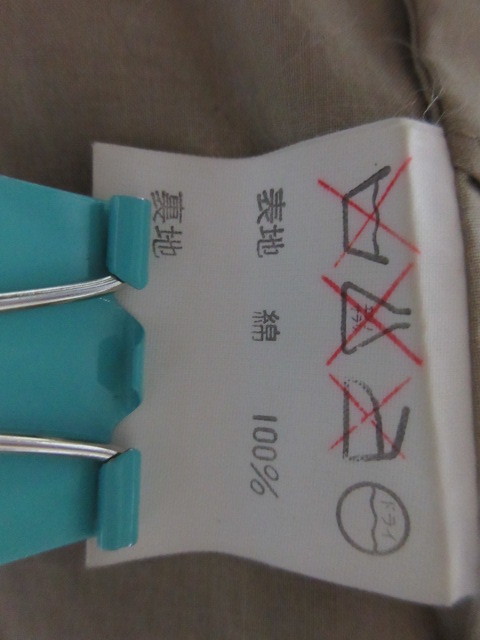 ドライ
表地 綿 100%
裏地